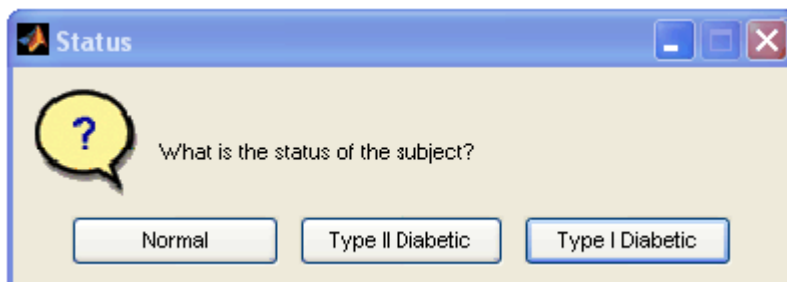 Status
?
What is the status of the subject?
Normal Type II Diabetic Type I Diabetic